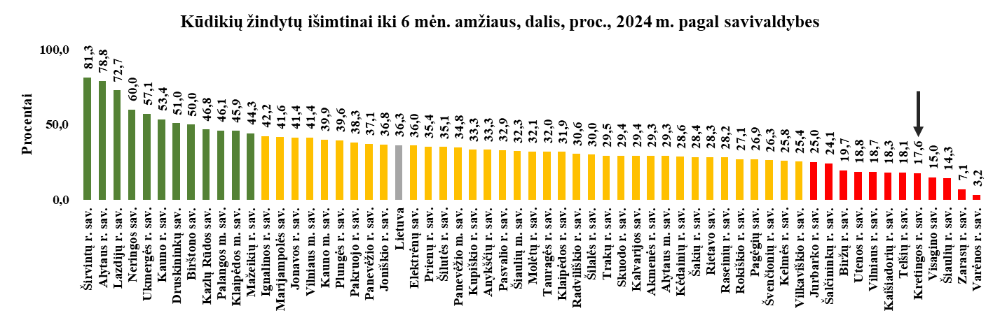 Kūdikių žindytų išimtinai iki 6 mėn. amžiaus, dalis, proc., 2024 m. pagal savivaldybes
Procentai
100,0
50,0
0,0
81,3
78,8
72,7
60,0
57,1
53,4
51,0
50,0
46,8
46,1
45,9
44,3
42,2
41,6
41,4
41,4
39,9
39,6
38,3
37,1
36,8
36,3
36,0
35,4
35,1
34,8
33,3
33,3
32,9
32,3
32,1
32,0
31,9
30,6
30,0
29,5
29,4
29,4
29,3
29,3
28,6
28,4
28,3
28,2
27,1
26,9
26,3
25,8
25,4
25,0
24,1
19,7
18,8
18,7
18,3
18,1
17,6
15,0
14,3
7,1
3,2
Širvintų r. sav.
Alytaus r. sav.
Lazdijų r. sav.
Neringos sav.
Ukmergės r. sav.
Kauno r. sav.
Druskininkų sav.
Birštono sav.
Kazlų Rūdos sav.
Palangos m. sav.
Klaipėdos m. sav.
Mažeikių r. sav.
Ignalinos r. sav.
Marijampolės sav.
Jonavos r. sav.
Vilniaus m. sav.
Kauno m. sav.
Plungės r. sav.
Pakruojo r. sav.
Panevėžio r. sav.
Joniškio r. sav.
Lietuva
Elektrėnų sav.
Prienų r. sav.
Šilutės r. sav.
Panevėžio m. sav.
Kupiškio r. sav.
Anykščių r. sav.
Pasvalio r. sav.
Šiaulių m. sav.
Molėtų r. sav.
Tauragės r. sav.
Klaipėdos r. sav.
Radviliškio r. sav.
Šilalės r. sav.
Trakų r. sav.
Skuodo r. sav.
Kalvarijos sav.
Akmenės r. sav.
Alytaus m. sav.
Kėdainių r. sav.
Šakių r. sav.
Rietavo sav.
Raseinių r. sav.
Rokiškio r. sav.
Pagėgių sav.
Švenčionių r. sav.
Kelmės r. sav.
Vilkaviškio r. sav.
Jurbarko r. sav.
Šalčininkų r. sav.
Biržų r. sav.
Utenos r. sav.
Vilniaus r. sav.
Kaišiadorių r. sav.
Telšių r. sav.
Kretingos r. sav.
Visagino sav.
Šiaulių r. sav.
Zarasų r. sav.
Varėnos r. sav.